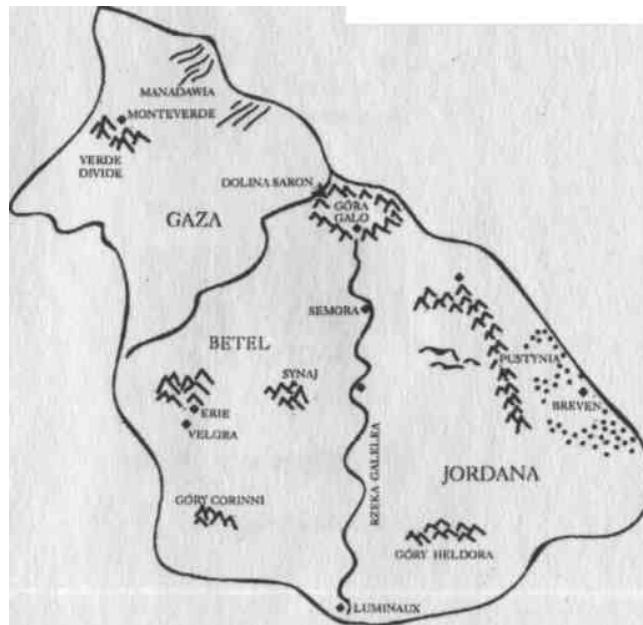 MANADAWIA
MONTEVERDE
VERDE
DIVIDE
DOLINA SARON
GÓRA
GALO
GAZA
SEMORA
BETEL
SYNAJ
PUSTYNIA
BREVEN
ERIE
VELGRA
RZEKA GALELKA
JORDANA
GÓRY CORINNI
GÓRY HELDORA
LUMINAUX